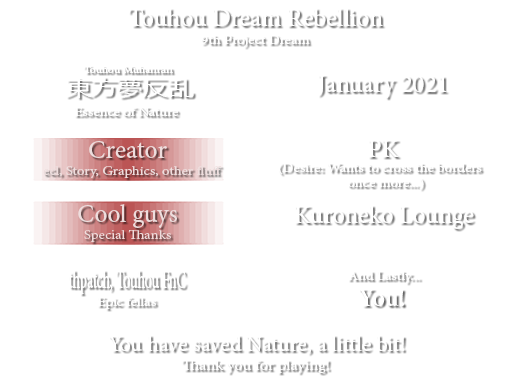 Touhou Dream Rebellion
9th Project Dream
Touhou Muhanran
東方夢反乱
Essence of Nature
January 2021
Creator
ect, Story, Graphics, other fluff
PK
(Desire: Wants to cross the borders
once more...)
Cool guys
Special Thanks
Kuroneko Lounge
thpatch, Touhou FnC
Epic fellas
And Lastly...
You!
You have saved Nature, a little bit!
Thank you for playing!